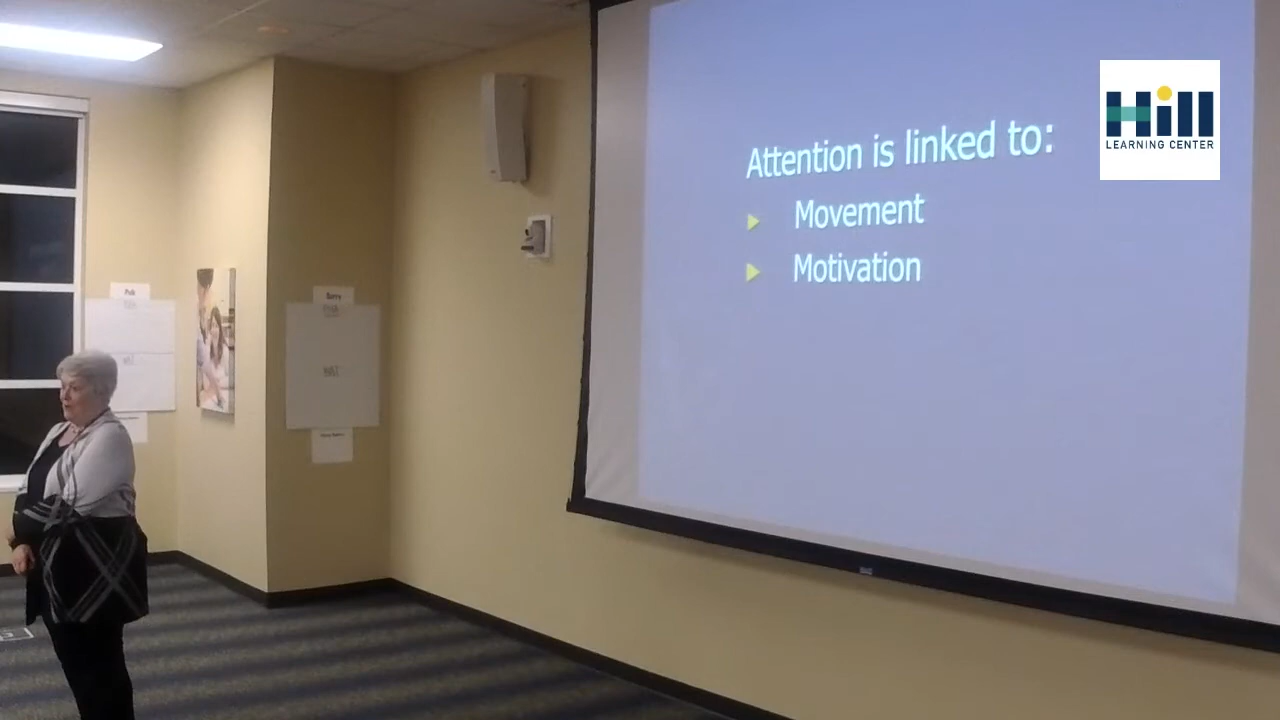 Attention is linked to:
Movement
Motivation
Hill
LEARNING CENTER